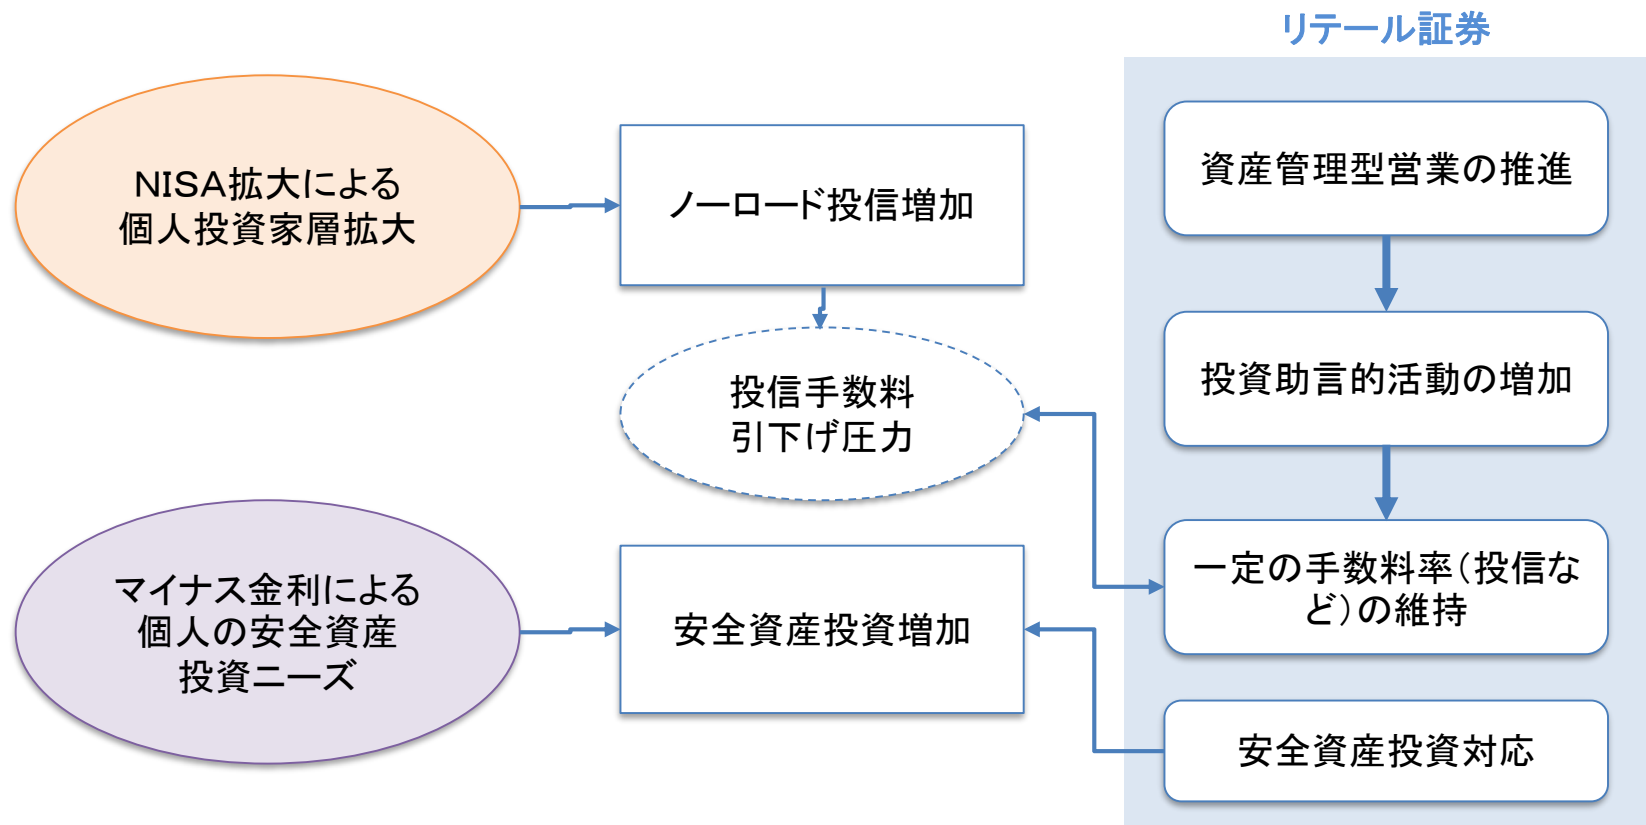 リテール証券
NISA拡大による
個人投資家層拡大
ノーロード投信増加
資産管理型営業の推進
投信手数料
引下げ圧力
投資助言的活動の増加
マイナス金利による
個人の安全資産
投資ニーズ
安全資産投資増加
一定の手数料率（投信な
ど）の維持
安全資産投資対応